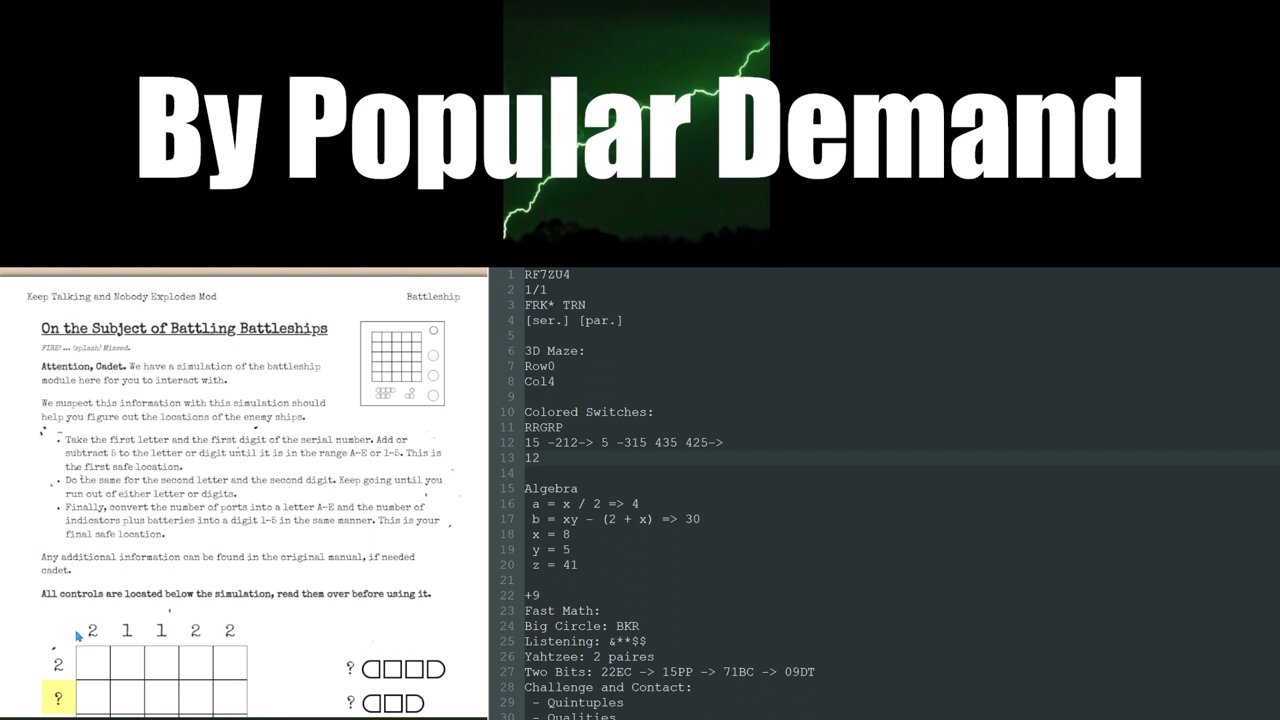 By Popular Demand
Keep Talking and Nobody Explodes Mod
Battleship
On the Subject of Battling Battleships
FIRE! ... (splash) Missed.
Attention, Cadet. We have a simulation of the battleship
module here for you to interact with.
We suspect this information with this simulation should
help you figure out the locations of the enemy ships.
• Take the first letter and the first digit of the serial number. Add or
subtract 5 to the letter or digit until it is in the range A-E or 1-5. This is
the first safe location.
• Do the same for the second letter and the second digit. Keep going until you
run out of either letter or digits.
• Finally, convert the number of ports into a letter A-E and the number of
indicators plus batteries into a digit 1-5 in the same manner. This is your
final safe location.
Any additional information can be found in the original manual, if needed
cadet.
All controls are located below the simulation, read them over before using it.
2 1 1 2 2
2
?
?
?
1 RF7ZU4
2 1/1
3 FRK* TRN
4 [ser.] [par.]
5
6 3D Maze:
7 Row0
8 Col4
9
10 Colored Switches:
11 RRGRP
12 15 -212-> 5 -315 435 425->
13 12
14
15 Algebra
16 a = x / 2 => 4
17 b = xy - (2 + x) => 30
18 x = 8
19 y = 5
20 z = 41
21
22 +9
23 Fast Math:
24 Big Circle: BKR
25 Listening: &**$$
26 Yahtzee: 2 paires
27 Two Bits: 22EC -> 15PP -> 71BC -> 09DT
28 Challenge and Contact:
29 - Quintuples
30 - Qualities